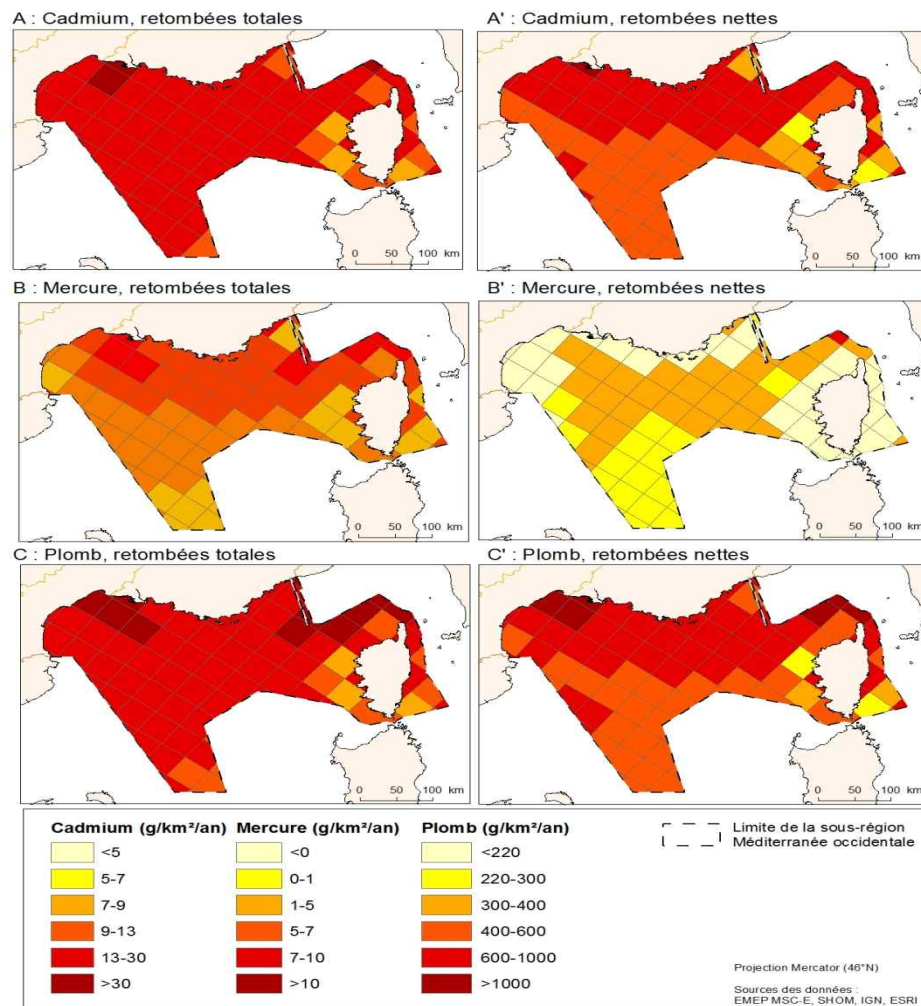 A : Cadmium, retombées totales
A' : Cadmium, retombées nettes
0 50 100 km
0 50 100 km
B : Mercure, retombées totales
B' : Mercure, retombées nettes
0 50 100 km
0 50 100 km
C : Plomb, retombées totales
C' : Plomb, retombées nettes
0 50 100 km
0 50 100 km
Cadmium (g/km²/an) Mercure (g/km²/an) Plomb (g/km²/an)
<5 <0 <220
5-7 0-1 220-300
7-9 1-5 300-400
9-13 5-7 400-600
13-30 7-10 600-1000
>30 >10 >1000
Limite de la sous-région
Méditerranée occidentale
Projection Mercator (46°N)
Sources des données :
EMEP MSC-E, SHOM, IGN, ESRI